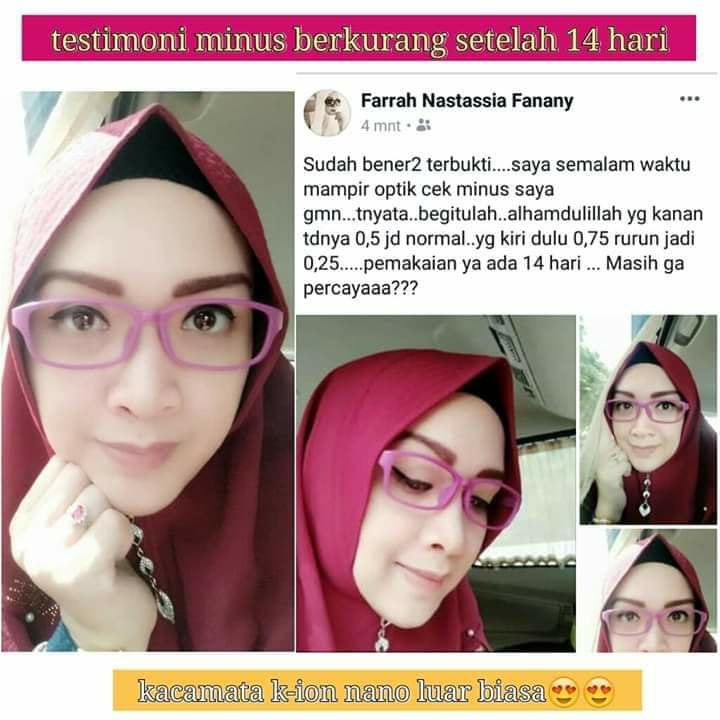 testimoni minus berkurang setelah 14 hari
Farrah Nastassia Fanany
4 mnt
Sudah bener2 terbukti....saya semalam waktu
mampir optik cek minus saya
gmn...tnyata..begitulah..alhamdulillah yg kanan
tdnya 0,5 jd normal..yg kiri dulu 0,75 rurun jadi
0,25.....pemakaian ya ada 14 hari ... Masih ga
percayaaa???
kacamata k-ion nano luar biasa😍😍